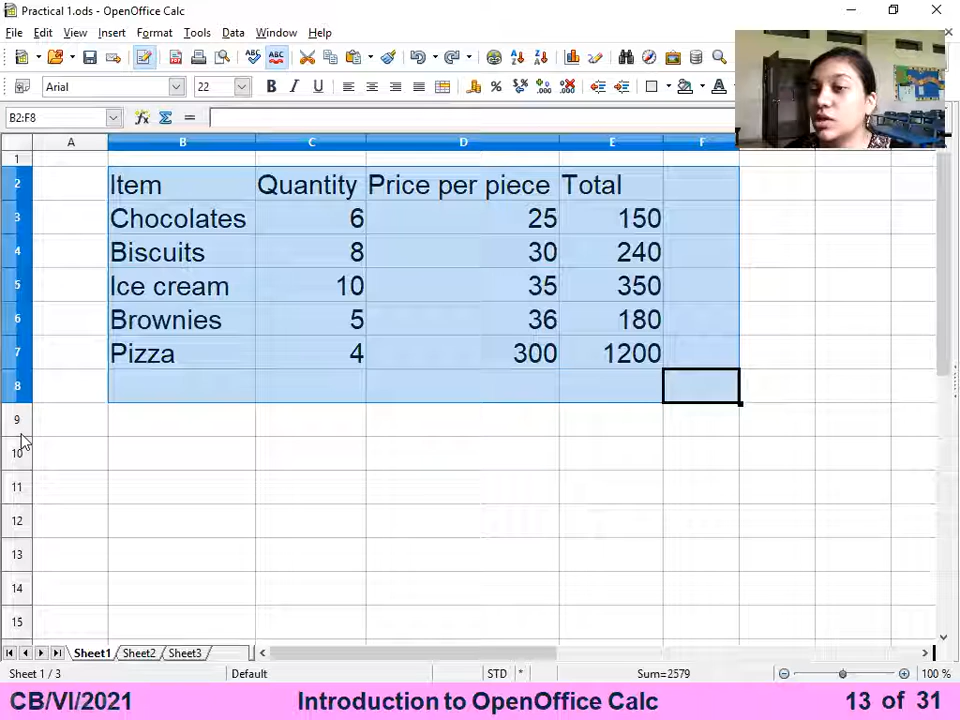 Practical 1.ods - OpenOffice Calc
File Edit View Insert Format Tools Data Window Help
Arial 22
B2:F8
A B C D E F
1
2 Item Quantity Price per piece Total
3 Chocolates 6 25 150
4 Biscuits 8 30 240
5 Ice cream 10 35 350
6 Brownies 5 36 180
7 Pizza 4 300 1200
8
9
10
11
12
13
14
15
Sheet1 Sheet2 Sheet3
Sheet 1 / 3 Default STD * Sum=2579 100 %
CB/VI/2021 Introduction to OpenOffice Calc 13 of 31